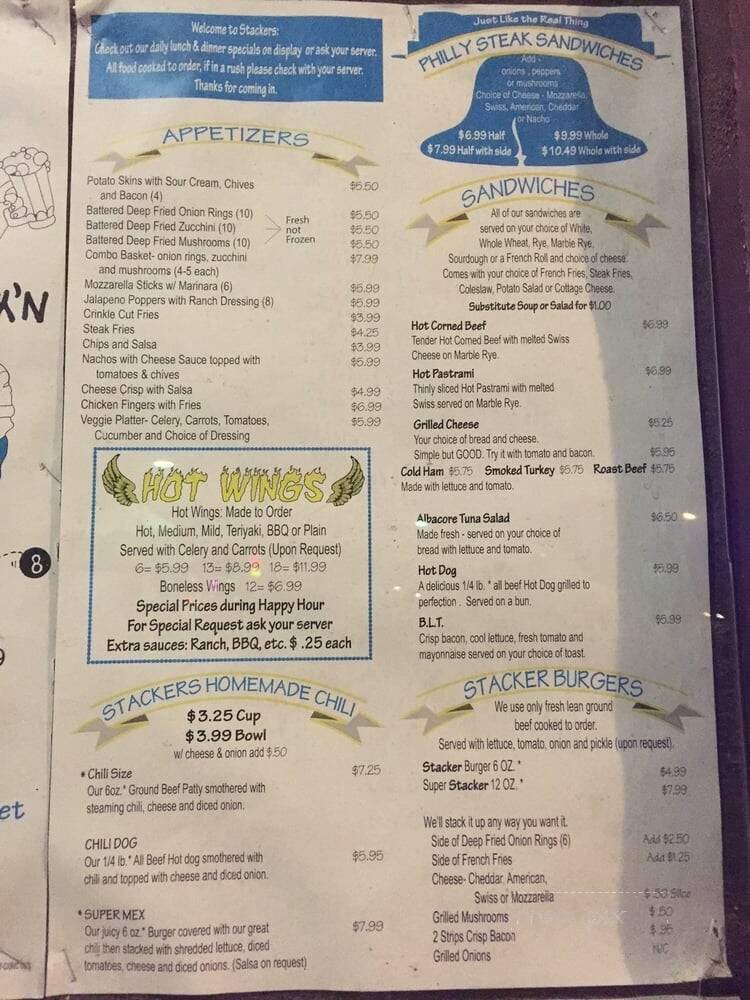 Welcome to Stackers:
Check out our daily lunch & dinner specials on display or ask your server.
All food cooked to order, if in a rush please check with your server.
Thanks for coming in.
APPETIZERS
Potato Skins with Sour Cream, Chives
and Bacon (4) $5.50
Battered Deep Fried Onion Rings (10) $5.50
Battered Deep Fried Zucchini (10) $5.50
Battered Deep Fried Mushrooms (10) $5.50
Fresh
not
Frozen
Combo Basket- onion rings, zucchini $7.99
and mushrooms (4-5 each)
Mozzarella Sticks w/ Marinara (6) $5.99
Jalapeno Poppers with Ranch Dressing (8) $5.99
Crinkle Cut Fries $3.99
Steak Fries $4.25
Chips and Salsa $3.99
Nachos with Cheese Sauce topped with $5.99
tomatoes & chives
Cheese Crisp with Salsa $4.99
Chicken Fingers with Fries $6.99
Veggie Platter- Celery, Carrots, Tomatoes, $5.99
Cucumber and Choice of Dressing
HOT WINGS
Hot Wings: Made to Order
Hot, Medium, Mild, Teriyaki, BBQ or Plain
Served with Celery and Carrots (Upon Request)
6= $5.99 13= $8.99 18= $11.99
Boneless Wings 12= $6.99
Special Prices during Happy Hour
For Special Request ask your server
Extra sauces: Ranch, BBQ, etc. $ .25 each
STACKERS HOMEMADE CHILI
$3.25 Cup
$3.99 Bowl
w/ cheese & onion add $.50
* Chili Size $7.25
Our 6oz.* Ground Beef Patty smothered with
steaming chili, cheese and diced onion.
CHILI DOG
Our 1/4 lb.* All Beef Hot dog smothered with $5.95
chili and topped with cheese and diced onion.
* SUPER MEX
Our juicy 6 oz.* Burger covered with our great $7.99
chili then stacked with shredded lettuce, diced
tomatoes, cheese and diced onions. (Salsa on request)
Just Like the Real Thing
PHILLY STEAK SANDWICHES
Add -
onions, peppers
or mushrooms
Choice of Cheese - Mozzarella,
Swiss, American, Cheddar
or Nacho
$6.99 Half $9.99 Whole
$7.99 Half with side $10.49 Whole with side
SANDWICHES
All of our sandwiches are
served on your choice of White,
Whole Wheat, Rye, Marble Rye,
Sourdough or a French Roll and choice of cheese.
Comes with your choice of French Fries, Steak Fries,
Coleslaw, Potato Salad or Cottage Cheese.
Substitute Soup or Salad for $1.00
Hot Corned Beef $6.99
Tender Hot Corned Beef with melted Swiss
Cheese on Marble Rye.
Hot Pastrami $6.99
Thinly sliced Hot Pastrami with melted
Swiss served on Marble Rye.
Grilled Cheese $5.25
Your choice of bread and cheese.
Simple but GOOD. Try it with tomato and bacon. $5.95
Cold Ham $5.75 Smoked Turkey $5.75 Roast Beef $5.75
Made with lettuce and tomato.
Albacore Tuna Salad $6.50
Made fresh - served on your choice of
bread with lettuce and tomato.
Hot Dog $5.99
A delicious 1/4 lb. * all beef Hot Dog grilled to
perfection . Served on a bun.
B.L.T. $5.99
Crisp bacon, cool lettuce, fresh tomato and
mayonnaise served on your choice of toast.
STACKER BURGERS
We use only fresh lean ground
beef cooked to order.
Served with lettuce, tomato, onion and pickle (upon request).
Stacker Burger 6 OZ. * $4.99
Super Stacker 12 OZ. * $7.99
We'll stack it up any way you want it.
Side of Deep Fried Onion Rings (6) Add $2.50
Side of French Fries Add $1.25
Cheese- Cheddar, American,
Swiss or Mozzarella Slice
Grilled Mushrooms $ .50
2 Strips Crisp Bacon $ .95
Grilled Onions N/C
X'N
8
9
et